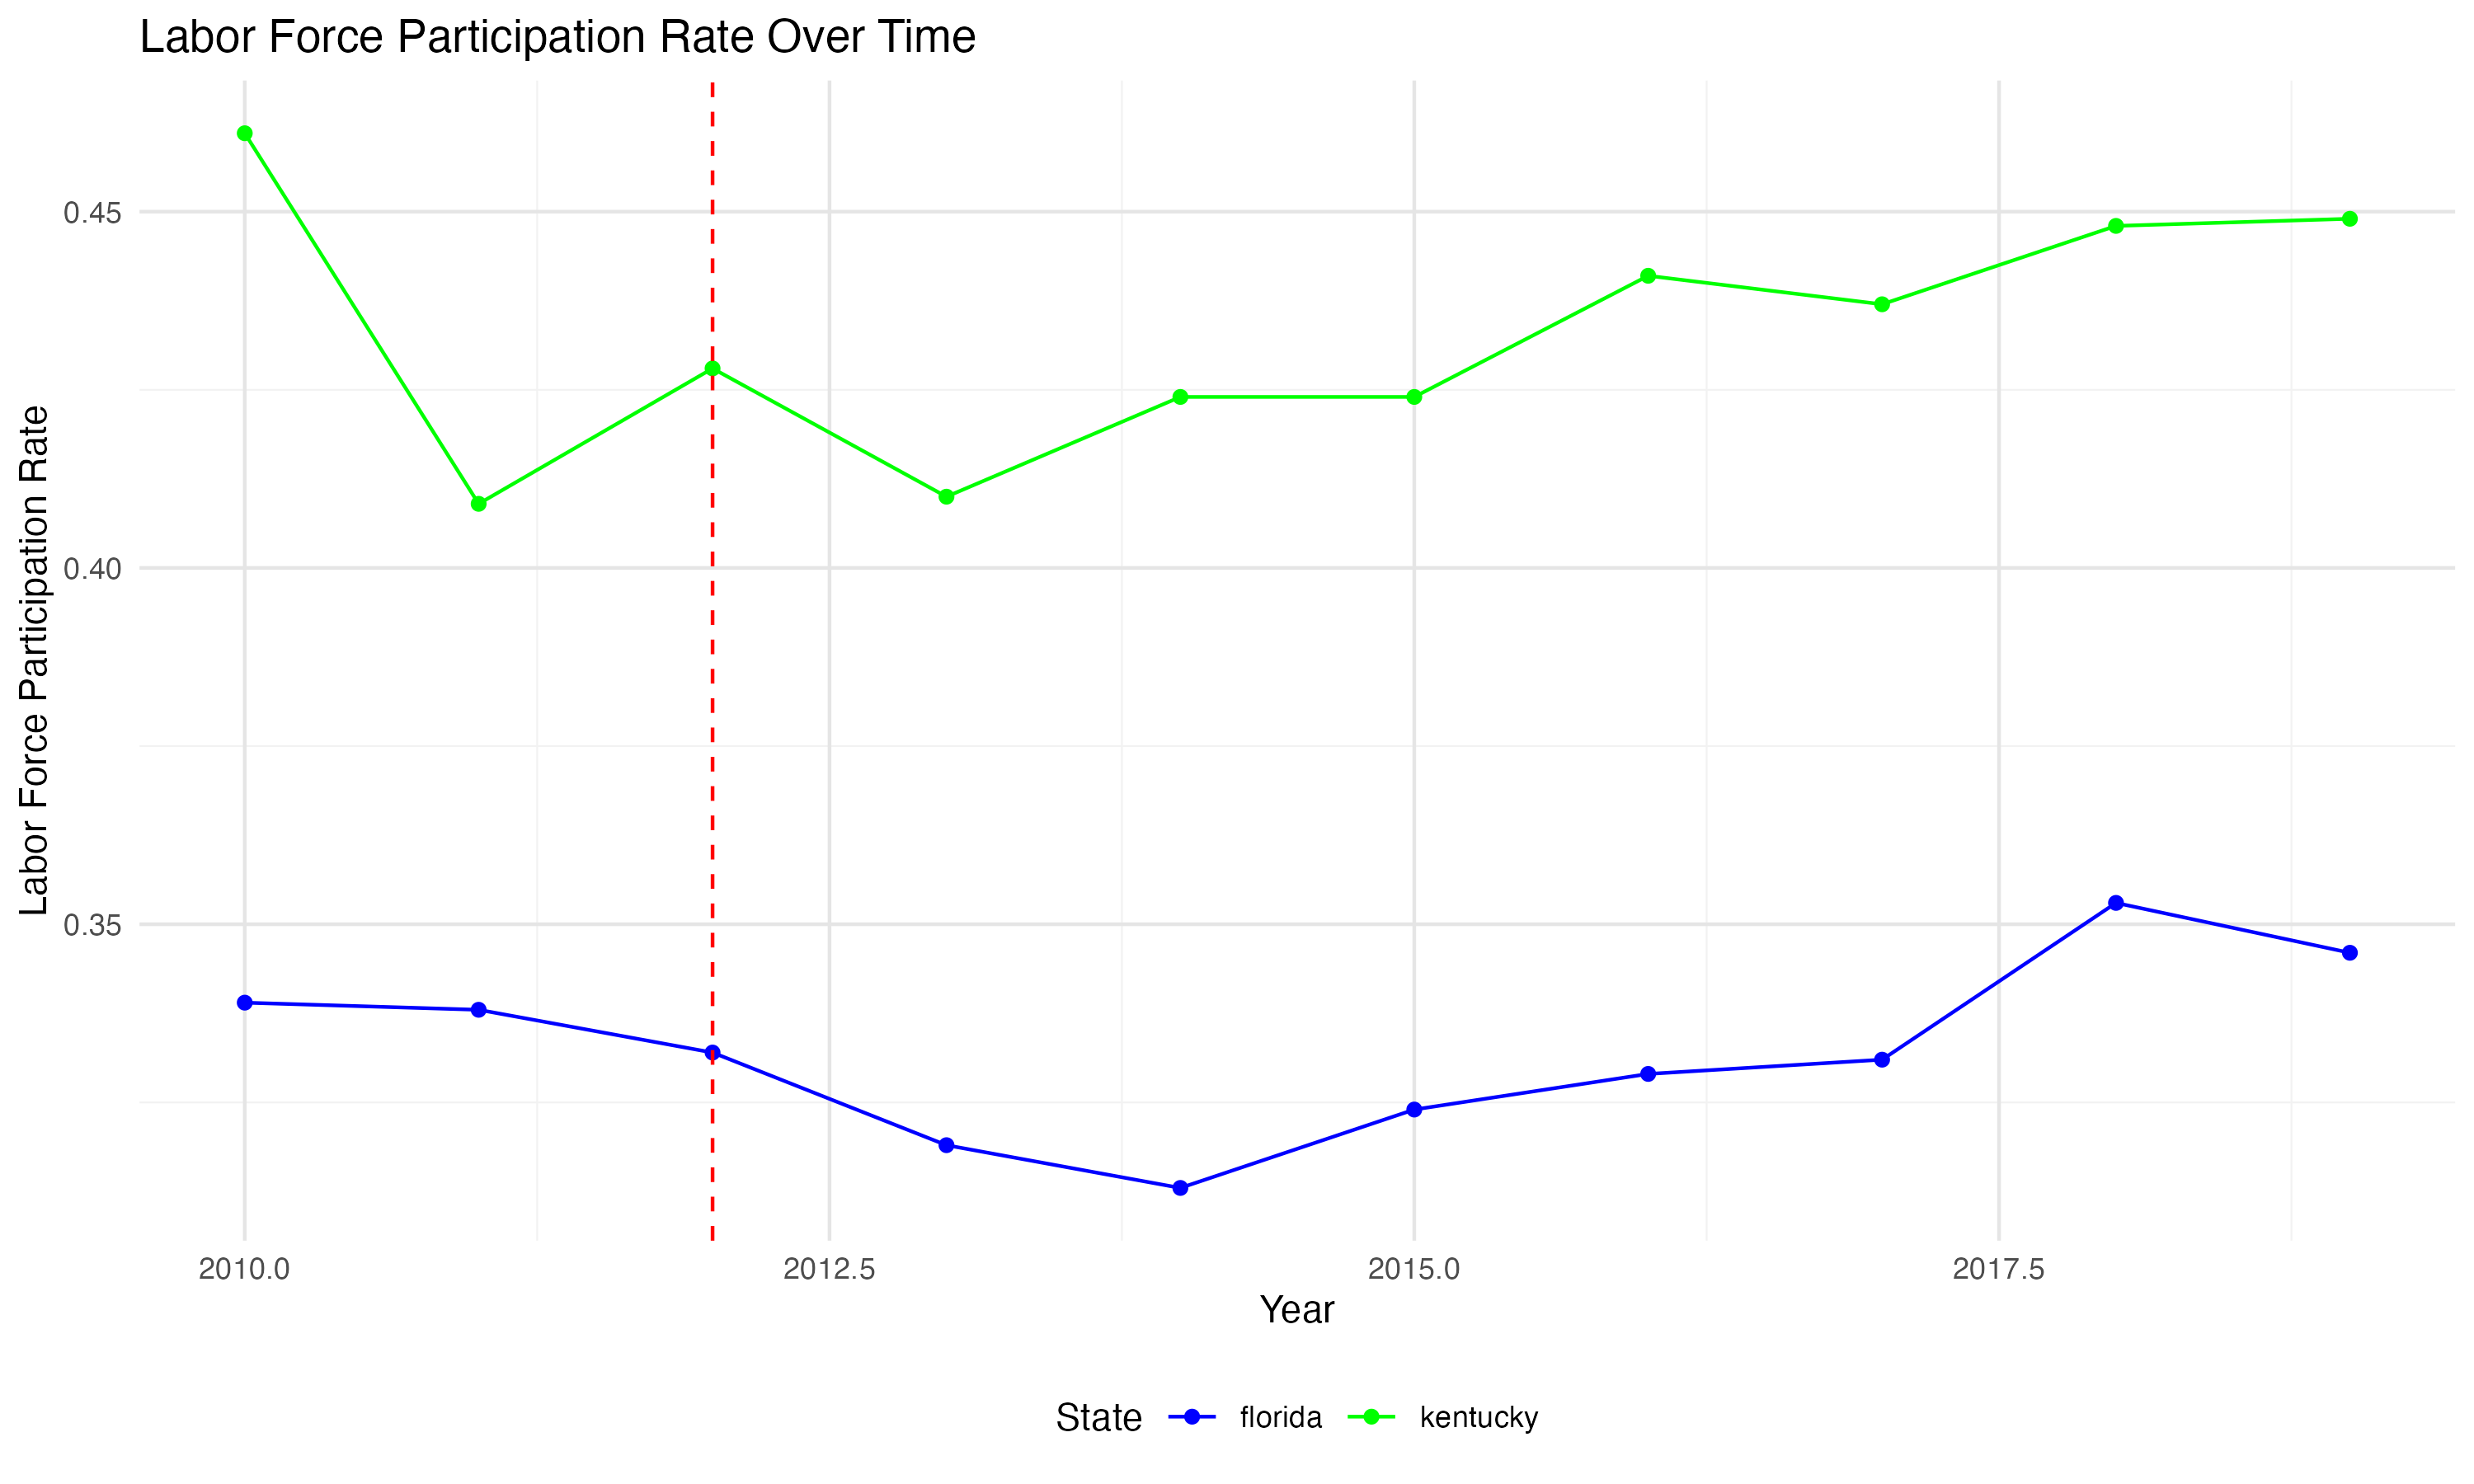 Labor Force Participation Rate Over Time
Labor Force Participation Rate
0.45
0.40
0.35
2010.0 2012.5 2015.0 2017.5
Year
State florida kentucky